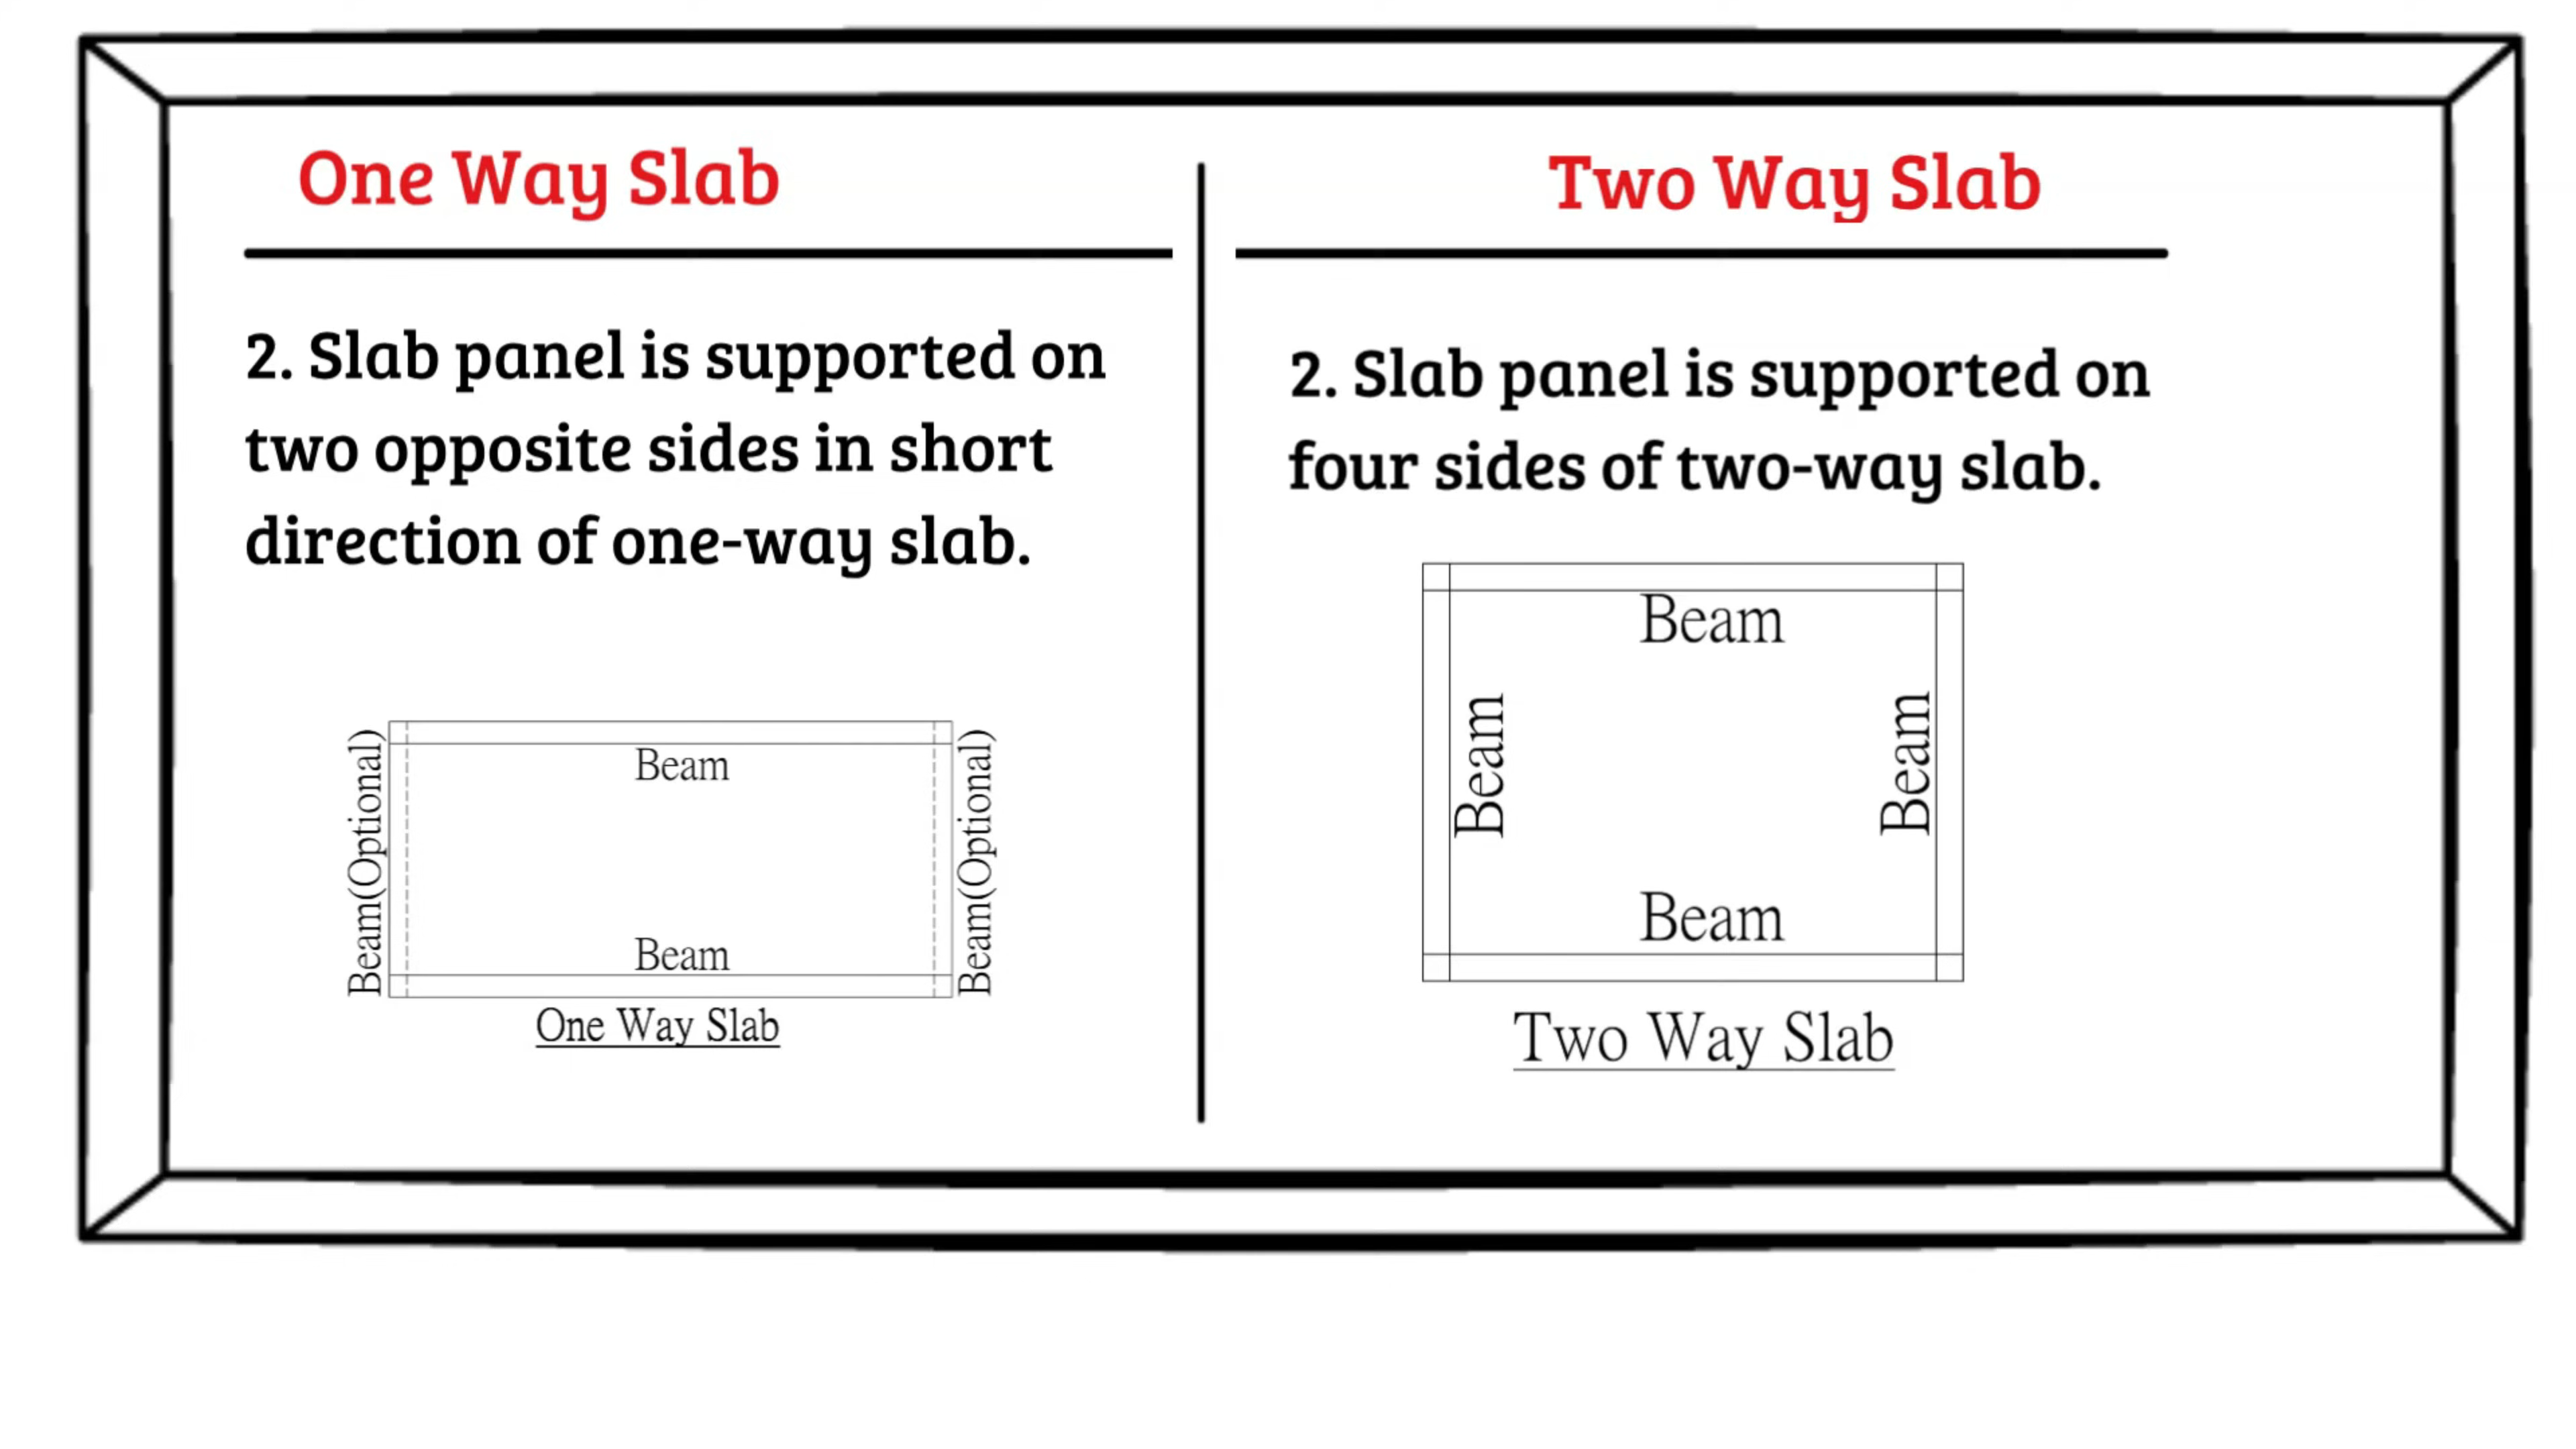 One Way Slab
2. Slab panel is supported on
two opposite sides in short
direction of one-way slab.
Beam(Optional)
Beam
Beam
Beam(Optional)
One Way Slab
Two Way Slab
2. Slab panel is supported on
four sides of two-way slab.
Beam
Beam
Beam
Beam
Two Way Slab